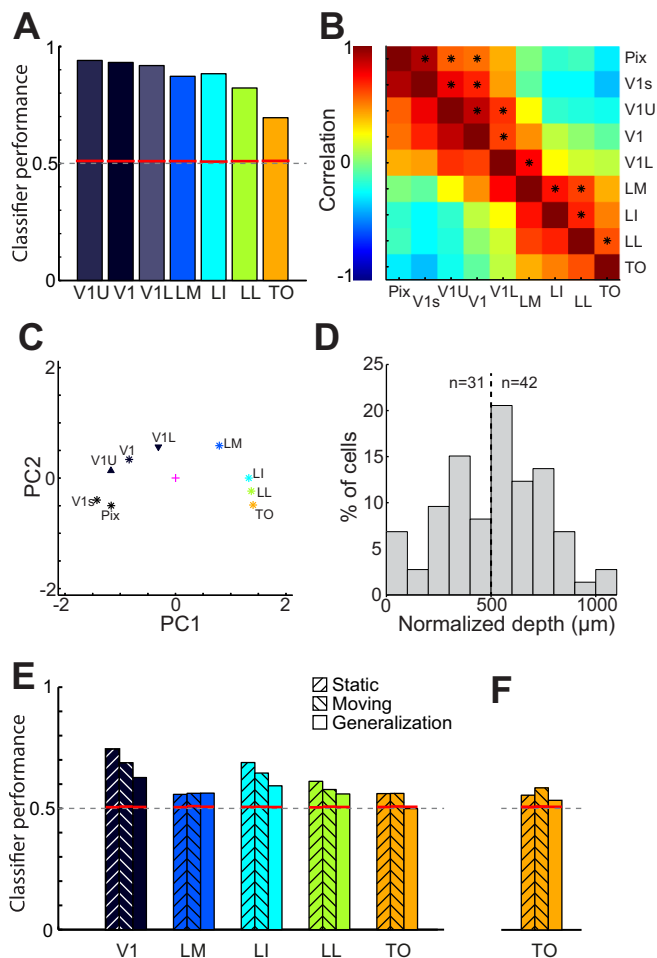 A
Classifier performance
1
0.5
0
V1U V1 V1L LM LI LL TO
B
Correlation
1
0
-1
Pix
V1s
V1U
V1
V1L
LM
LI
LL
TO
Pix V1s V1U V1 V1L LM LI LL TO
C
PC2
2
0
-2
V1L
V1
V1U
V1s
Pix
LM
LI
LL
TO
-2 0 2
PC1
D
% of cells
25
20
15
10
5
0
n=31 n=42
0 500 1000
Normalized depth (µm)
E
Classifier performance
1
0.5
0
Static
Moving
Generalization
V1 LM LI LL TO
F
TO